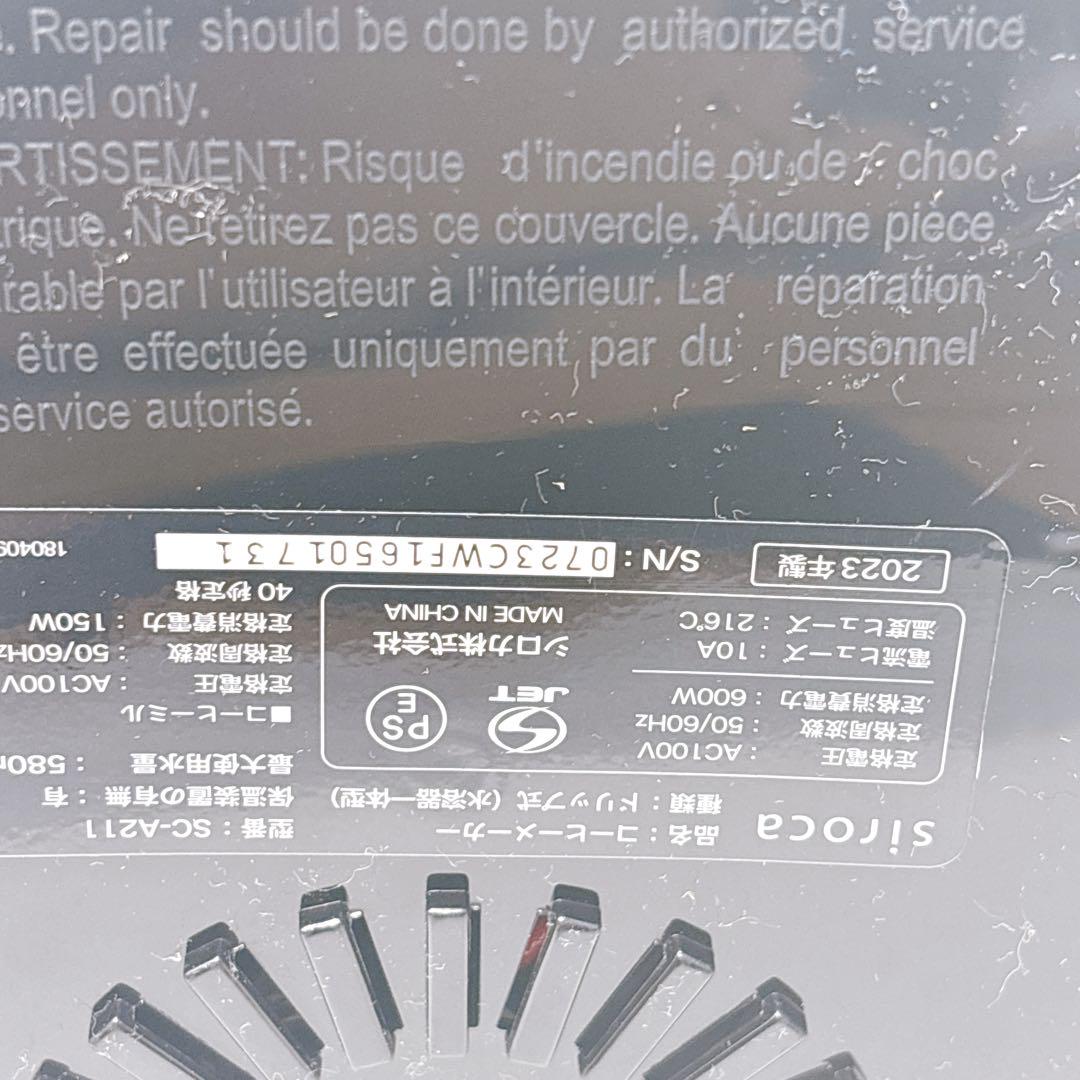 . Repair should be done by authorized service
onnel only.
RTISSEMENT: Risque d'incendie ou de choc
trique. Ne retirez pas ce couvercle. Aucune pièce
table par l'utilisateur à l'intérieur. La réparation
être effectuée uniquement par du personnel
service autorisé.
siroca
品名：コーヒーメーカー
種類：ドリップ式（水溶器一体型）
型番：SC-A211
保温装置の有無：有
最大使用水量：580m
定格電圧：AC100V
定格周波数：50/60Hz
定格消費電力：600W
電流ヒューズ：10A
温度ヒューズ：216℃
PS
E
JET
シロカ株式会社
MADE IN CHINA
■コーヒーミル
定格電圧：AC100V
定格周波数：50/60Hz
定格消費電力：150W
40 秒定格
2023年製
S/N：0723CWF16501731
180409